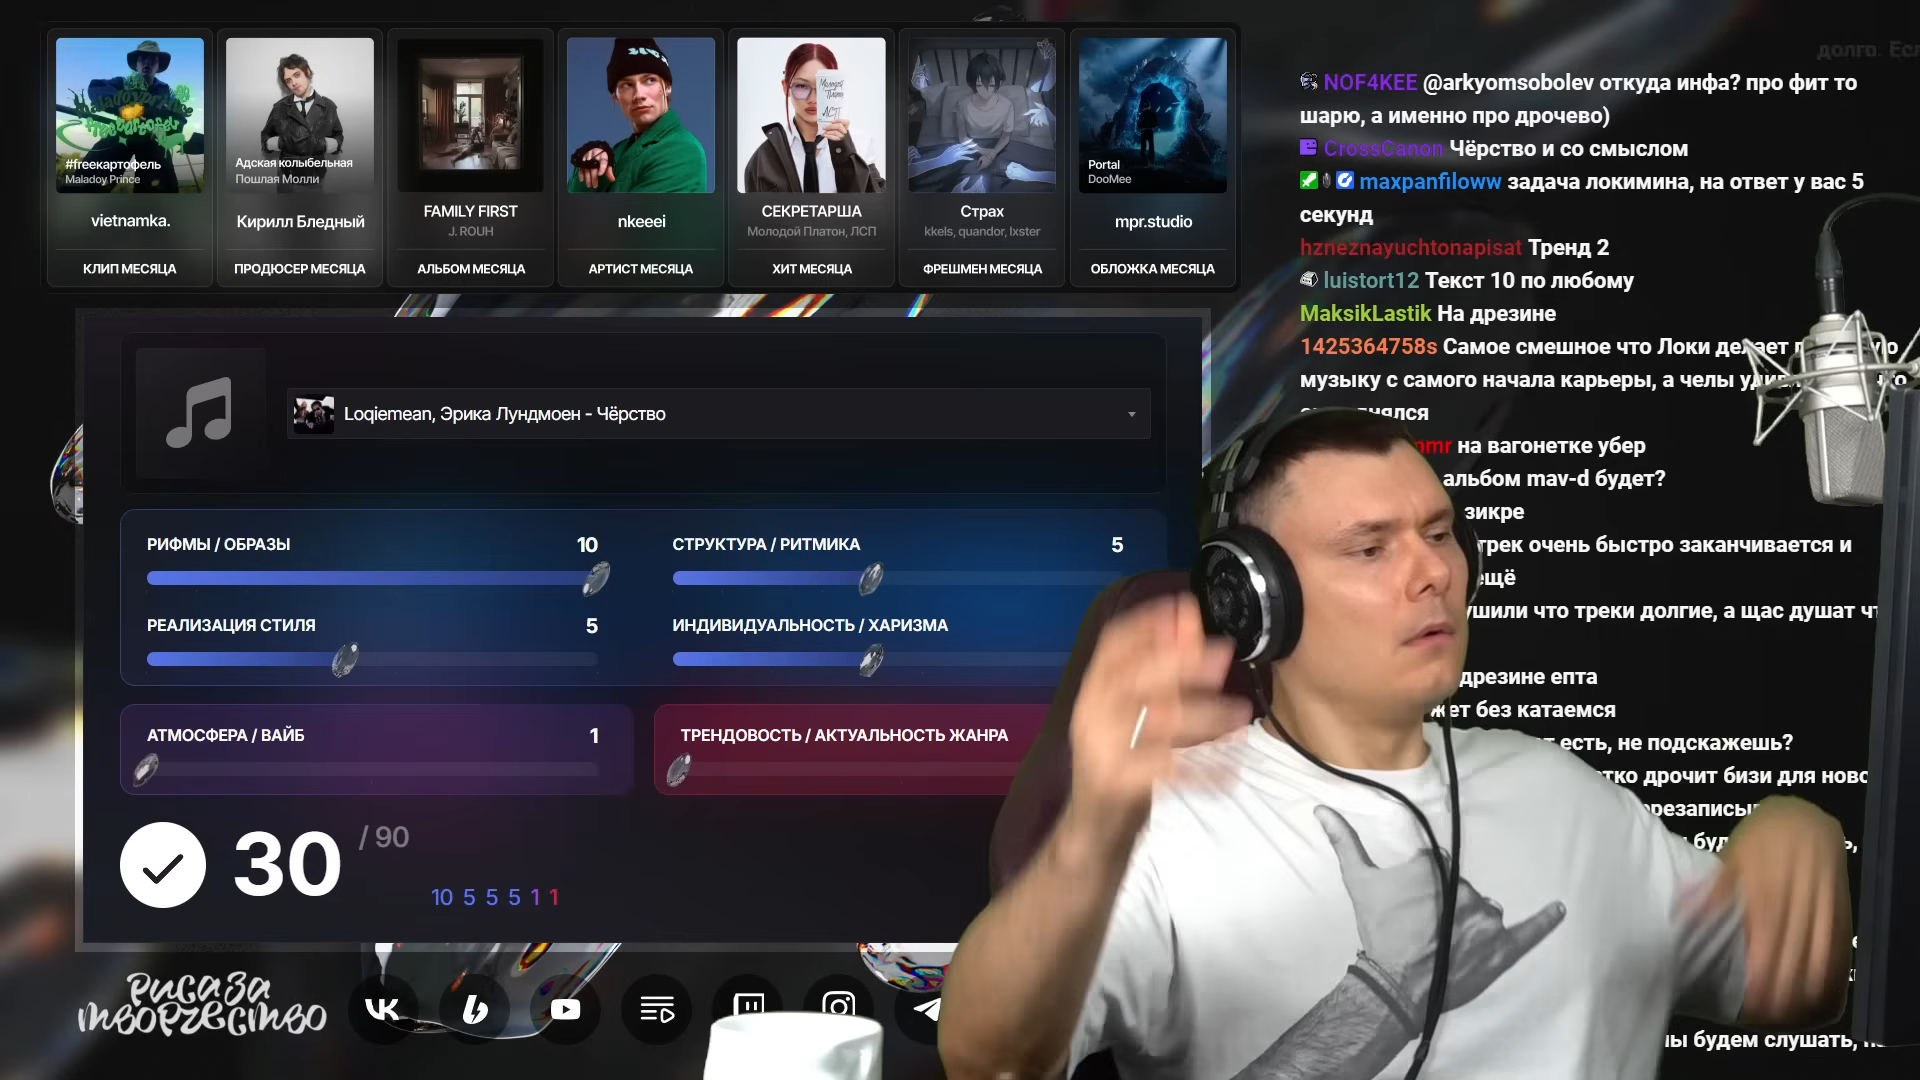 #freeкартофель
Maladoy Prince
vietnamka.
КЛИП МЕСЯЦА
Адская колыбельная
Пошлая Молли
Кирилл Бледный
ПРОДЮСЕР МЕСЯЦА
FAMILY FIRST
J. ROUH
АЛЬБОМ МЕСЯЦА
nkeeei
АРТИСТ МЕСЯЦА
СЕКРЕТАРША
Молодой Платон, ЛСП
ХИТ МЕСЯЦА
Страх
kkels, quandor, lxster
ФРЕШМЕН МЕСЯЦА
Portal
DooMee
mpr.studio
ОБЛОЖКА МЕСЯЦА
Loqiemean, Эрика Лундмоен - Чёрство
РИФМЫ / ОБРАЗЫ 10
СТРУКТУРА / РИТМИКА 5
РЕАЛИЗАЦИЯ СТИЛЯ 5
ИНДИВИДУАЛЬНОСТЬ / ХАРИЗМА
АТМОСФЕРА / ВАЙБ 1
ТРЕНДОВОСТЬ / АКТУАЛЬНОСТЬ ЖАНРА
30 / 90
10 5 5 5 1 1
РИСАЗА
ТВОРЧЕСТВО
долго.
NOF4KEE @arkyomsobolev откуда инфа? про фит то
шарю, а именно про дрочево)
CrossCanon Чёрство и со смыслом
maxpanfiloww задача локимина, на ответ у вас 5
секунд
hzneznayuchtonapisat Тренд 2
luistort12 Текст 10 по любому
MaksikLastik На дрезине
1425364758s Самое смешное что Локи делает
музыку с самого начала карьеры, а челы
на вагонетке убер
альбом mav-d будет?
зикре
трек очень быстро заканчивается и
ещё
что треки долгие, а щас душат
дрезине епта
без катаемся
есть, не подскажешь?
дрочит бизи для
мы будем слушать,